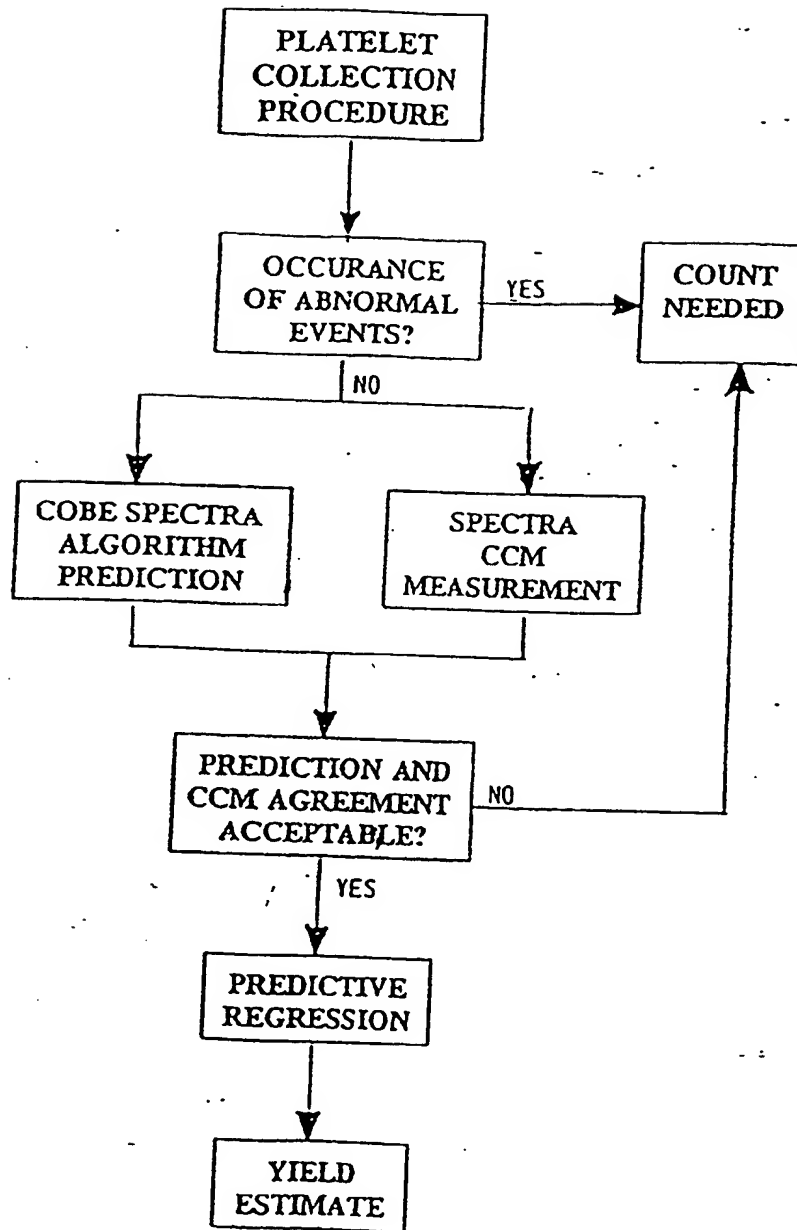 PLATELET
COLLECTION
PROCEDURE
OCCURANCE
OF ABNORMAL
EVENTS?
YES
COUNT
NEEDED
NO
COBE SPECTRA
ALGORITHM
PREDICTION
SPECTRA
CCM
MEASUREMENT
PREDICTION AND
CCM AGREEMENT
ACCEPTABLE?
NO
YES
PREDICTIVE
REGRESSION
YIELD
ESTIMATE